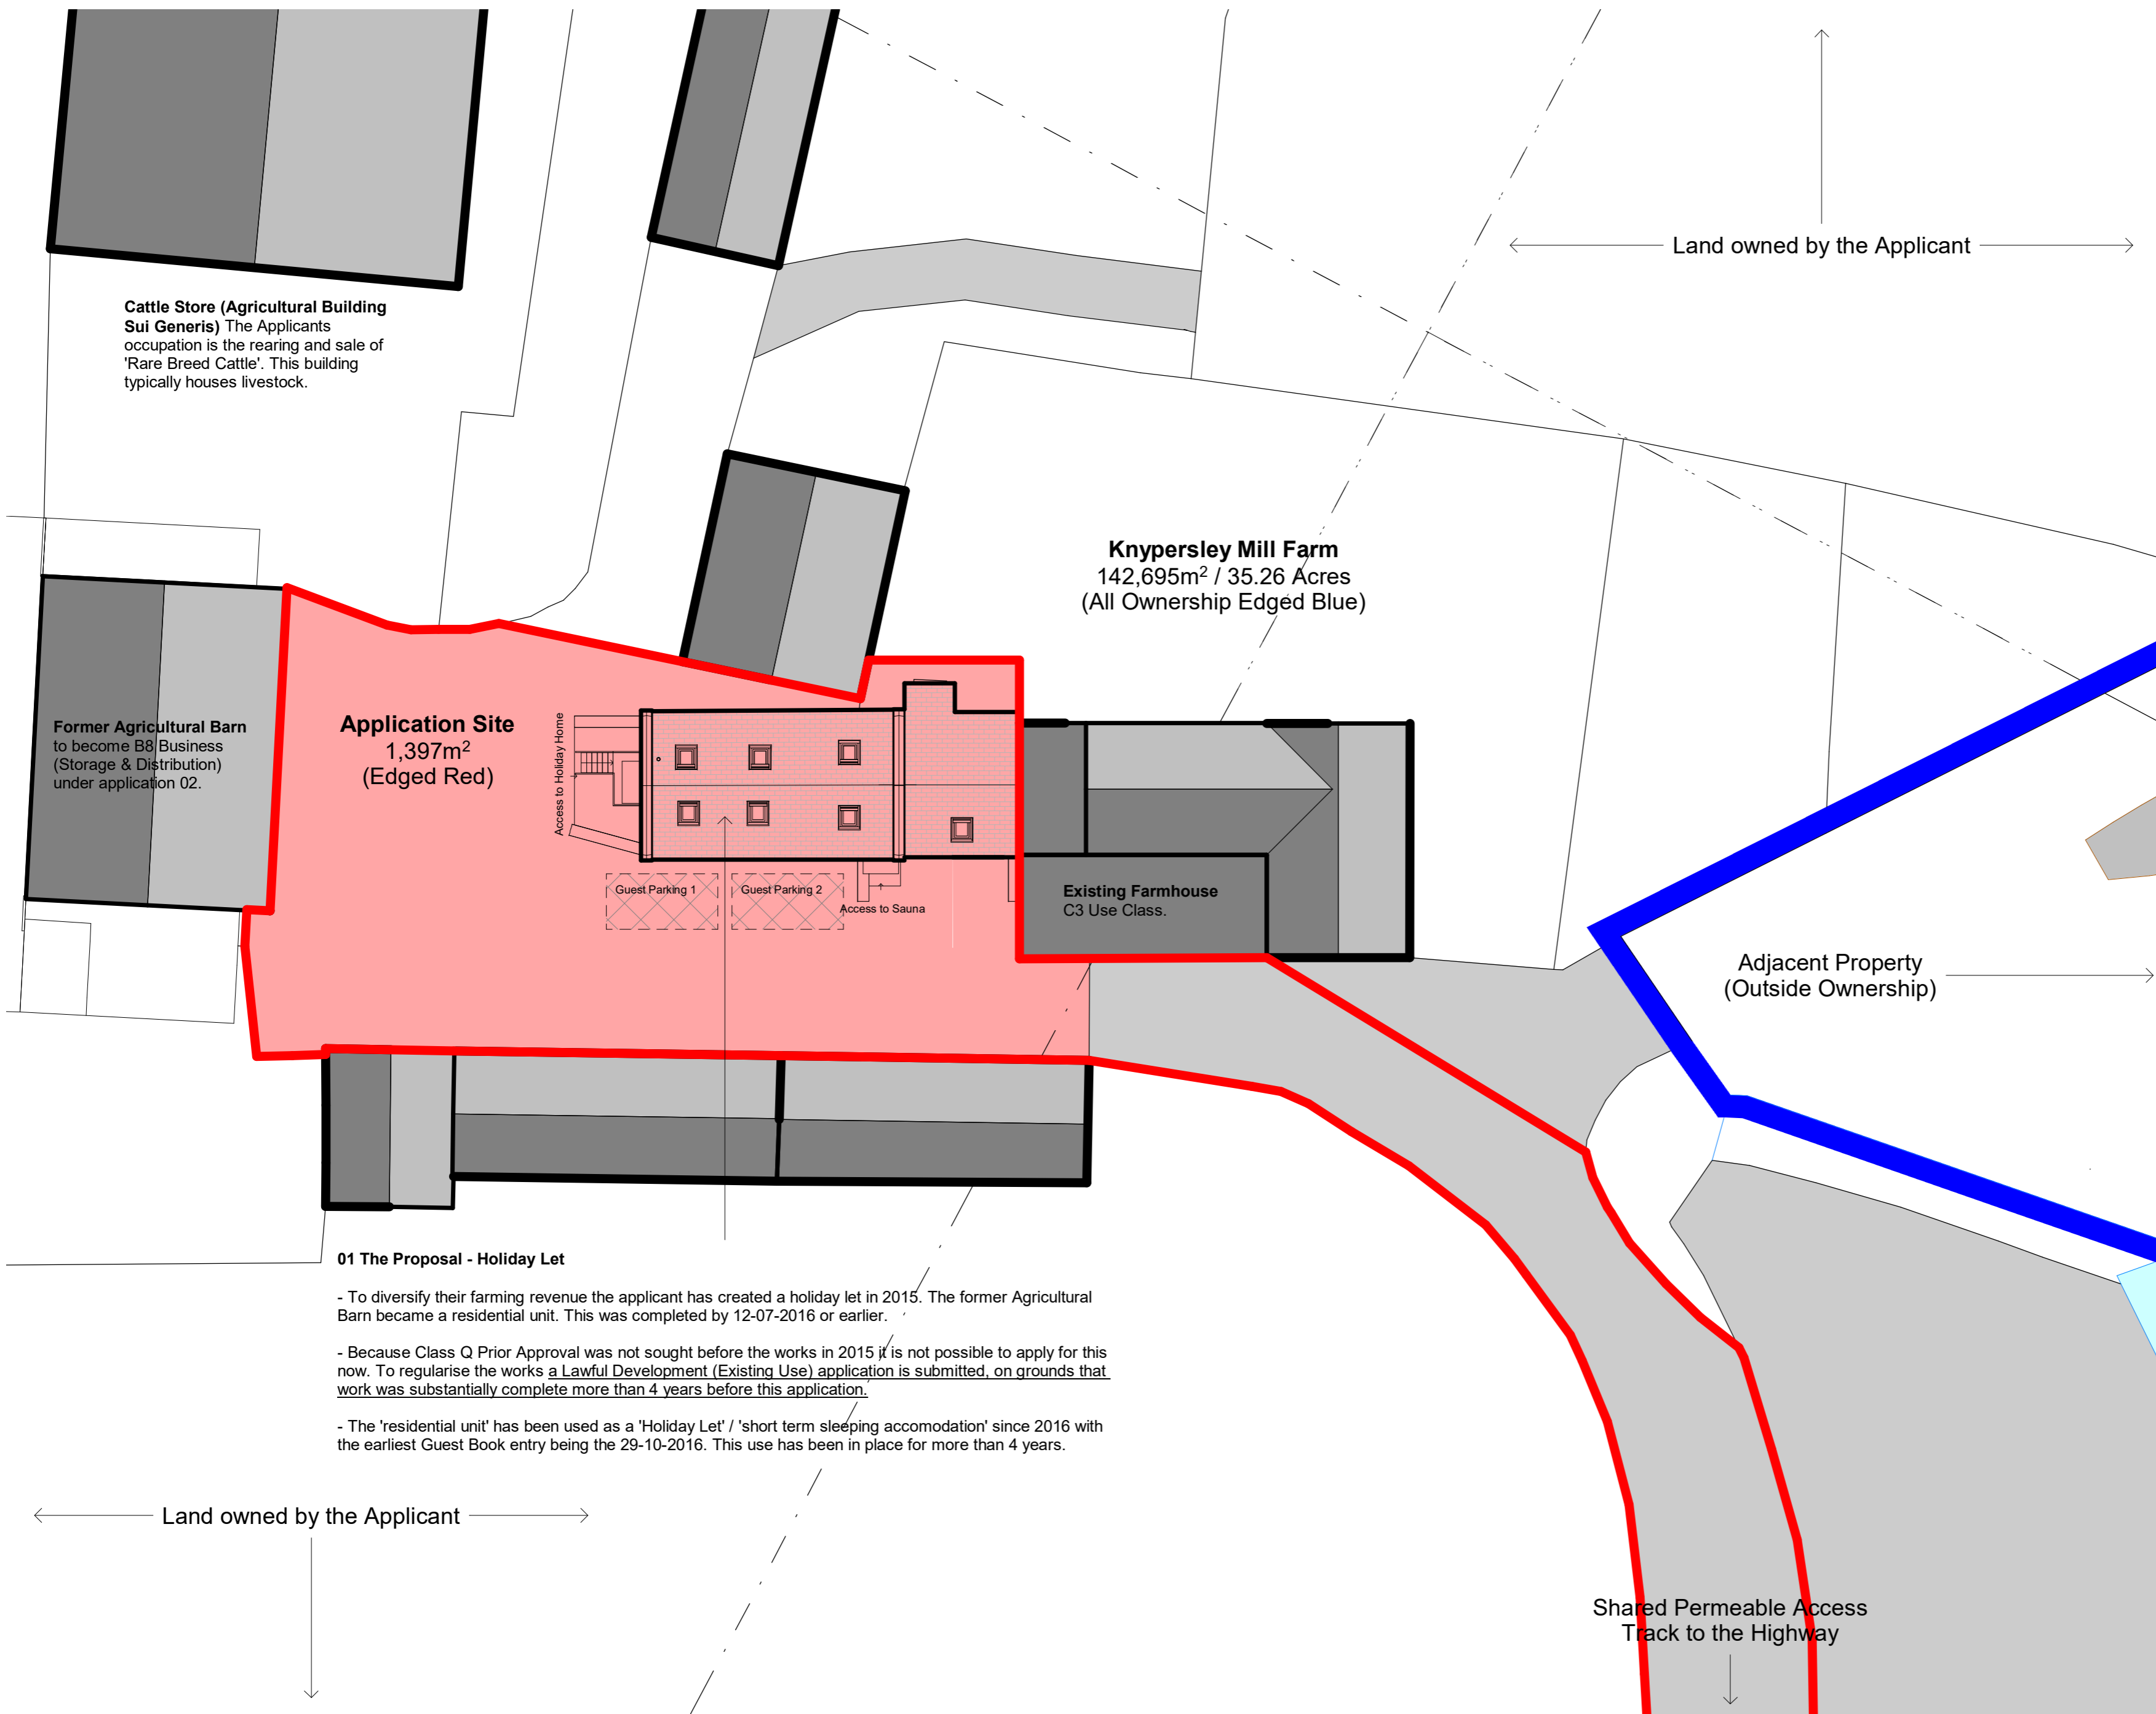 Land owned by the Applicant
Cattle Store (Agricultural Building
Sui Generis) The Applicants
occupation is the rearing and sale of
'Rare Breed Cattle'. This building
typically houses livestock.
Knypersley Mill Farm
142,695m² / 35.26 Acres
(All Ownership Edged Blue)
Former Agricultural Barn
to become B8 Business
(Storage & Distribution)
under application 02.
Application Site
1,397m²
(Edged Red)
Access to Holiday Home
Guest Parking 1
Guest Parking 2
Access to Sauna
Existing Farmhouse
C3 Use Class.
Adjacent Property
(Outside Ownership)
01 The Proposal - Holiday Let
- To diversify their farming revenue the applicant has created a holiday let in 2015. The former Agricultural
Barn became a residential unit. This was completed by 12-07-2016 or earlier.
- Because Class Q Prior Approval was not sought before the works in 2015 it is not possible to apply for this
now. To regularise the works a Lawful Development (Existing Use) application is submitted, on grounds that
work was substantially complete more than 4 years before this application.
- The 'residential unit' has been used as a 'Holiday Let' / 'short term sleeping accomodation' since 2016 with
the earliest Guest Book entry being the 29-10-2016. This use has been in place for more than 4 years.
Land owned by the Applicant
Shared Permeable Access
Track to the Highway